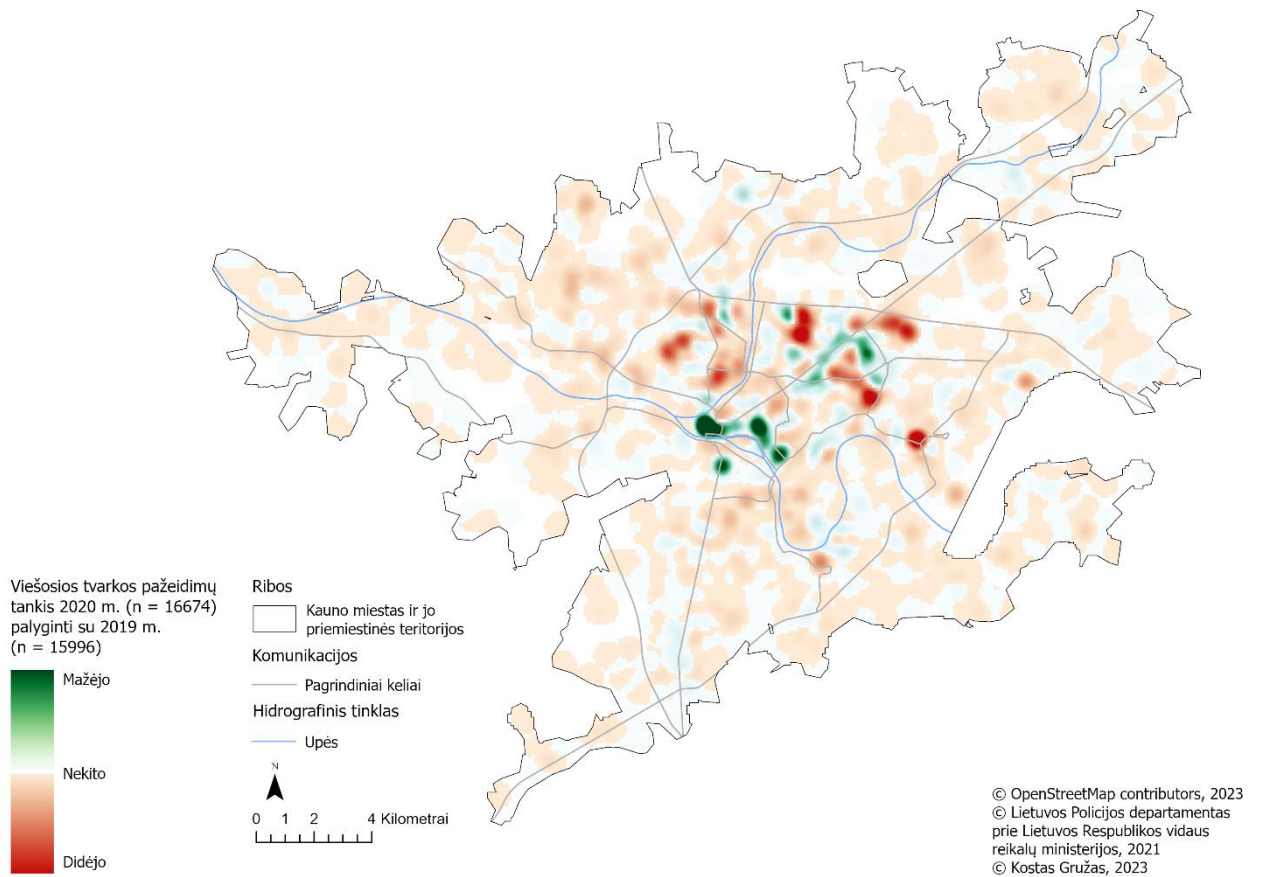 Viešosios tvarkos pažeidimų
tankis 2020 m. (n = 16674)
palyginti su 2019 m.
(n = 15996)
Mažėjo
Nekito
Didėjo
Ribos
Kauno miestas ir jo
priemiestinės teritorijos
Komunikacijos
Pagrindiniai keliai
Hidrografinis tinklas
Upės
N
0 1 2 4 Kilometrai
© OpenStreetMap contributors, 2023
© Lietuvos Policijos departamentas
prie Lietuvos Respublikos vidaus
reikalų ministerijos, 2021
© Kostas Gružas, 2023